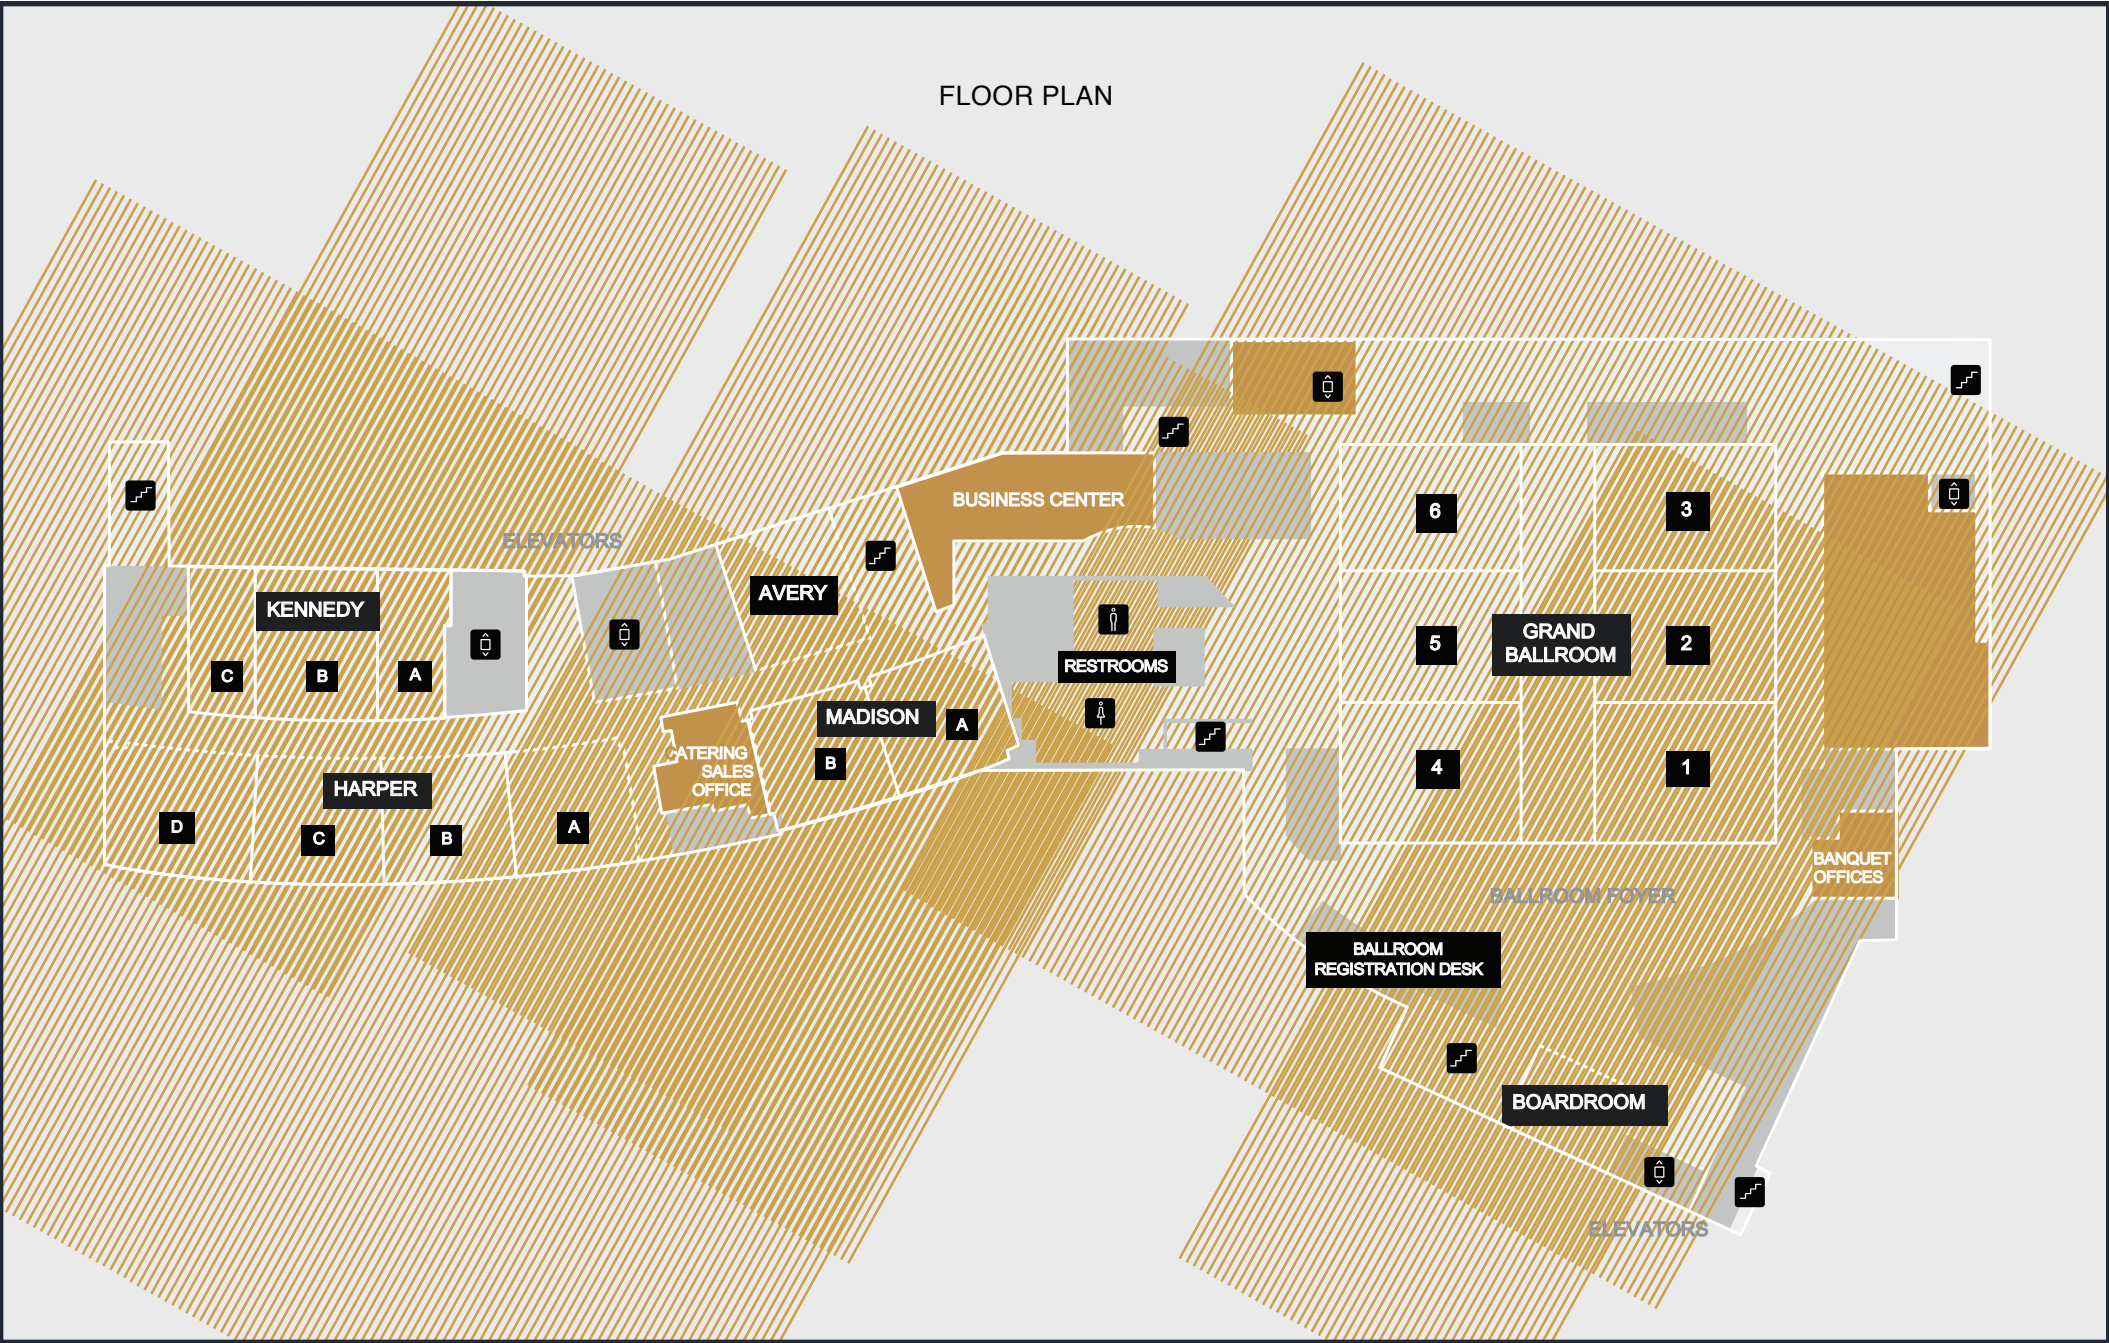 FLOOR PLAN
BUSINESS CENTER
6
3
ELEVATORS
AVERY
KENNEDY
GRAND
BALLROOM
5
2
RESTROOMS
C
B
A
MADISON
A
B
ATERING
SALES
OFFICE
4
1
HARPER
D
C
B
A
BANQUET
OFFICES
BALLROOM FOYER
BALLROOM
REGISTRATION DESK
BOARDROOM
ELEVATORS